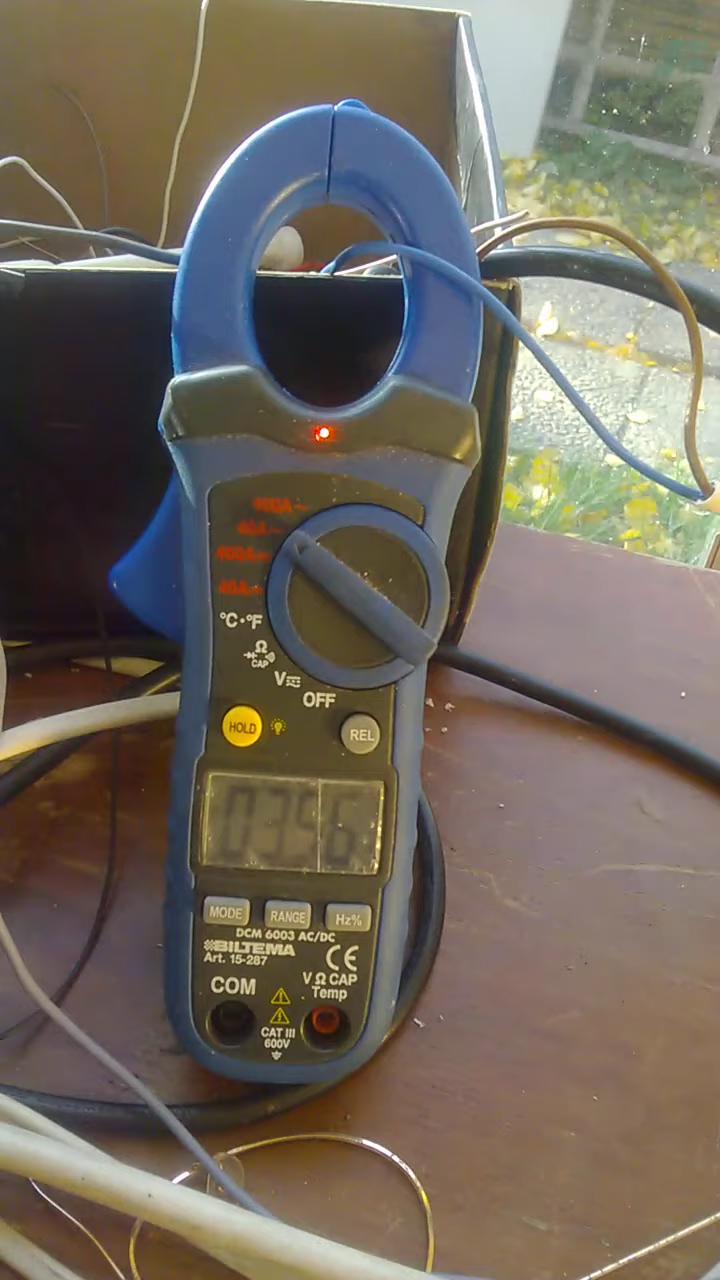 400A~
40A~
400A⎓
40A⎓
°C•°F
Ω
CAP
V⎓
OFF
HOLD
REL
0396
MODE
RANGE
Hz%
DCM 6003 AC/DC
BILTEMA
Art. 15-287
CE
COM
V Ω CAP
Temp
CAT III
600V